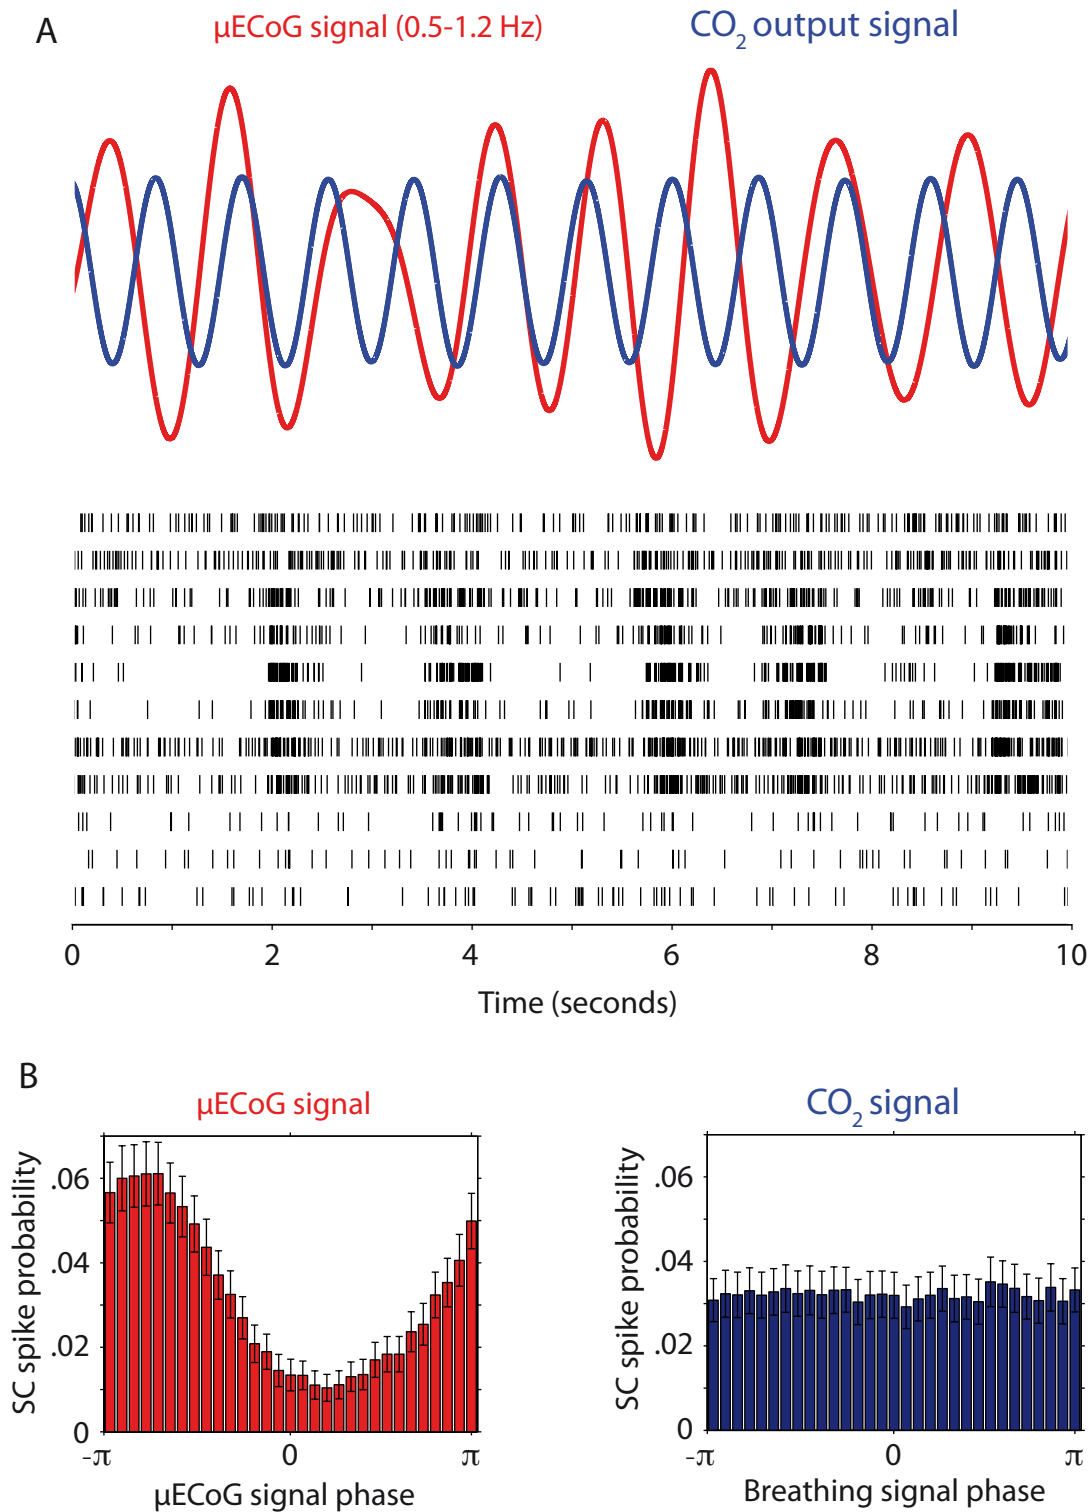 A
µECoG signal (0.5-1.2 Hz)
CO2 output signal
0 2 4 6 8 10
Time (seconds)
B
µECoG signal
SC spike probability
.06
.04
.02
0
-π 0 π
µECoG signal phase
CO2 signal
SC spike probability
.06
.04
.02
0
-π 0 π
Breathing signal phase